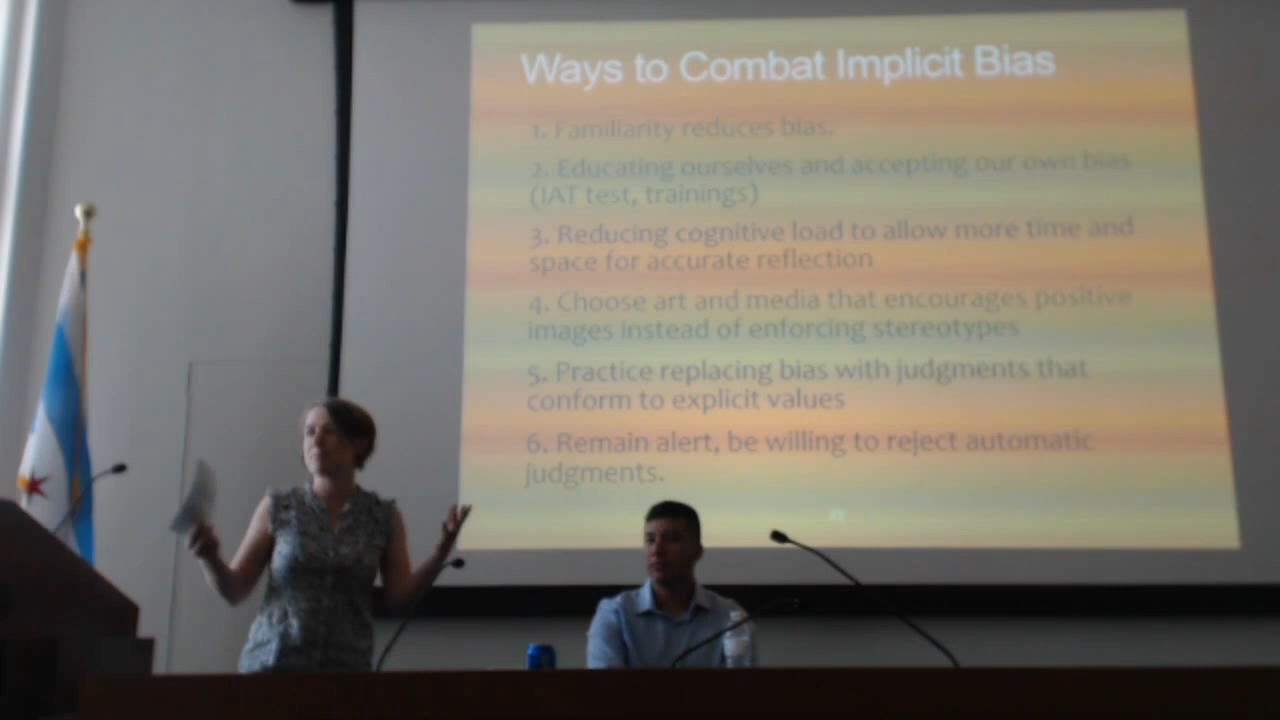 Ways to Combat Implicit Bias
1. Familiarity reduces bias.
2. Educating ourselves and accepting our own bias
(IAT test, trainings)
3. Reducing cognitive load to allow more time and
space for accurate reflection
4. Choose art and media that encourages positive
images instead of enforcing stereotypes
5. Practice replacing bias with judgments that
conform to explicit values
6. Remain alert, be willing to reject automatic
judgments.